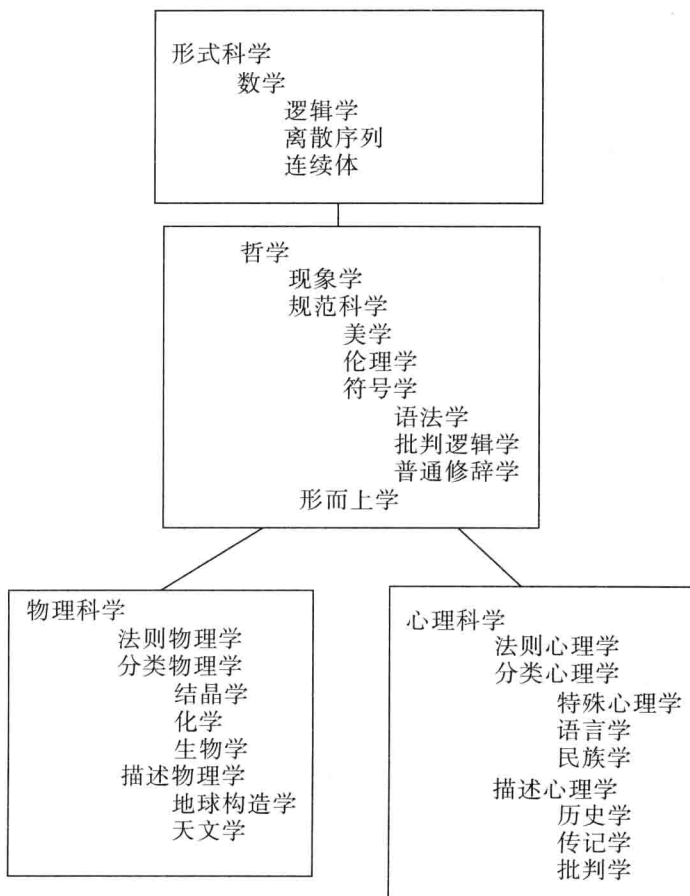 形式科学
数学
逻辑学
离散序列
连续体
哲学
现象学
规范科学
美学
伦理学
符号学
语法学
批判逻辑学
普通修辞学
形而上学
物理科学
法则物理学
分类物理学
结晶学
化学
生物学
描述物理学
地球构造学
天文学
心理科学
法则心理学
分类心理学
特殊心理学
语言学
民族学
描述心理学
历史学
传记学
批判学